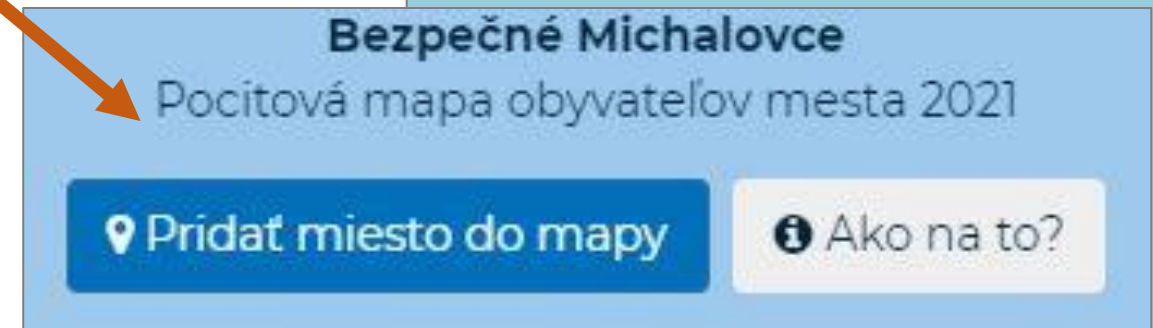 Bezpečné Michalovce
Pocitová mapa obyvateľov mesta 2021
Pridať miesto do mapy
Ako na to?